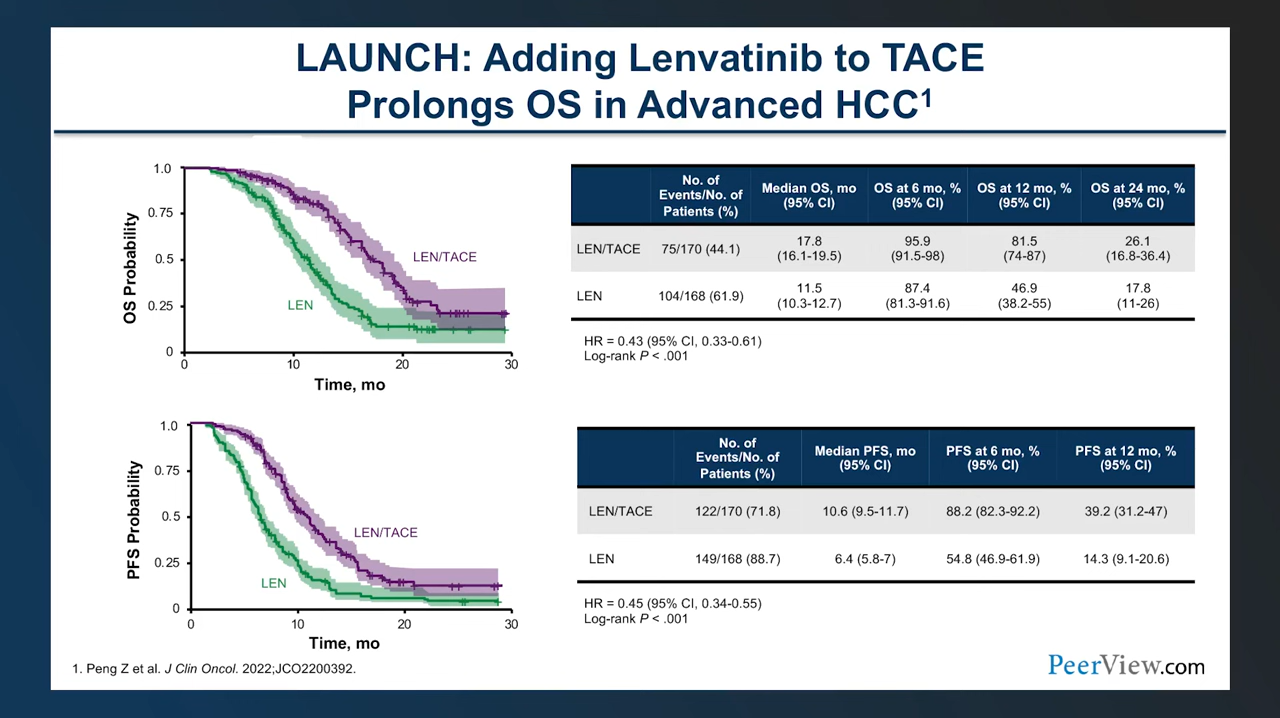 LAUNCH: Adding Lenvatinib to TACE
Prolongs OS in Advanced HCC1
OS Probability
1.0
0.75
0.5
0.25
0
LEN/TACE
LEN
0 10 20 30
Time, mo
No. of
Events/No. of
Patients (%)
Median OS, mo
(95% CI)
OS at 6 mo, %
(95% CI)
OS at 12 mo, %
(95% CI)
OS at 24 mo, %
(95% CI)
LEN/TACE
75/170 (44.1)
17.8
(16.1-19.5)
95.9
(91.5-98)
81.5
(74-87)
26.1
(16.8-36.4)
LEN
104/168 (61.9)
11.5
(10.3-12.7)
87.4
(81.3-91.6)
46.9
(38.2-55)
17.8
(11-26)
HR = 0.43 (95% CI, 0.33-0.61)
Log-rank P < .001
PFS Probability
1.0
0.75
0.5
0.25
0
LEN/TACE
LEN
0 10 20 30
Time, mo
No. of
Events/No. of
Patients (%)
Median PFS, mo
(95% CI)
PFS at 6 mo, %
(95% CI)
PFS at 12 mo, %
(95% CI)
LEN/TACE 122/170 (71.8) 10.6 (9.5-11.7) 88.2 (82.3-92.2) 39.2 (31.2-47)
LEN 149/168 (88.7) 6.4 (5.8-7) 54.8 (46.9-61.9) 14.3 (9.1-20.6)
HR = 0.45 (95% CI, 0.34-0.55)
Log-rank P < .001
1. Peng Z et al. J Clin Oncol. 2022;JCO2200392.
PeerView.com